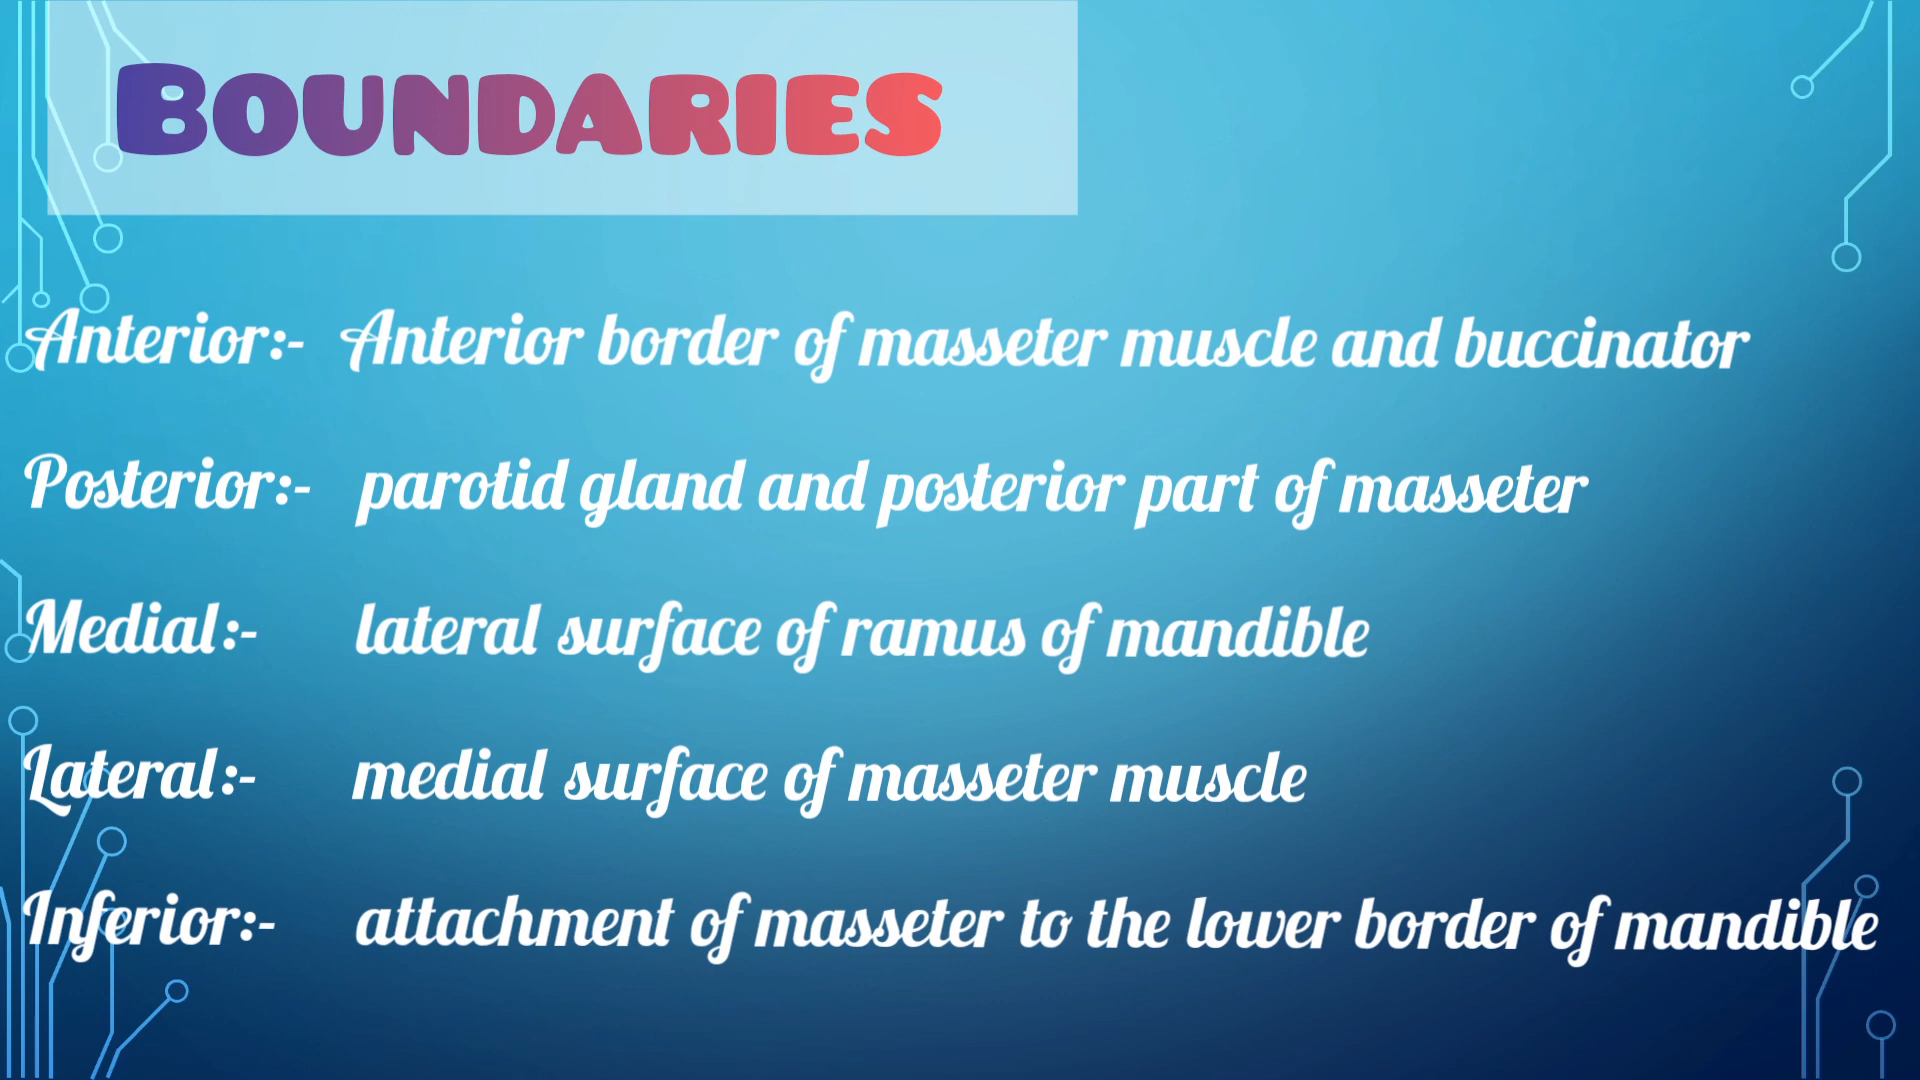 BOUNDARIES
Anterior:- Anterior border of masseter muscle and buccinator
Posterior:- parotid gland and posterior part of masseter
Medial:- lateral surface of ramus of mandible
Lateral:- medial surface of masseter muscle
Inferior:- attachment of masseter to the lower border of mandible